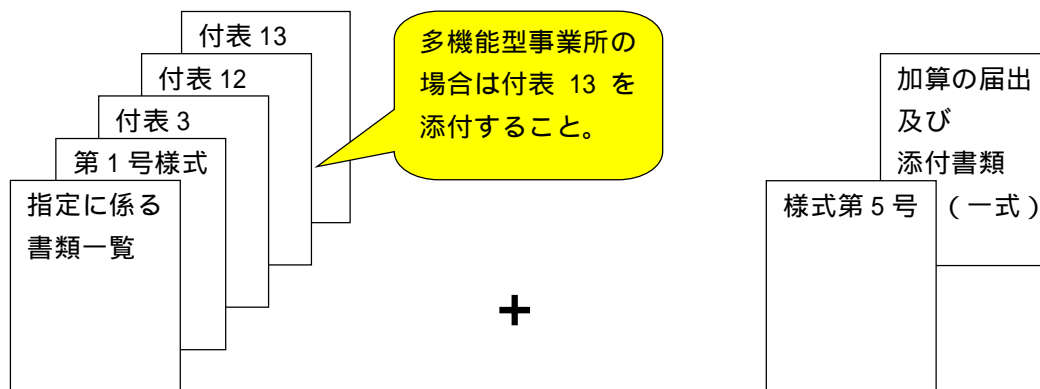 付表 13
付表 12
付表 3
第 1 号様式
指定に係る
書類一覧
多機能型事業所の
場合は付表 13 を
添付すること。
+
加算の届出
及び
添付書類
(一式)
様式第 5 号